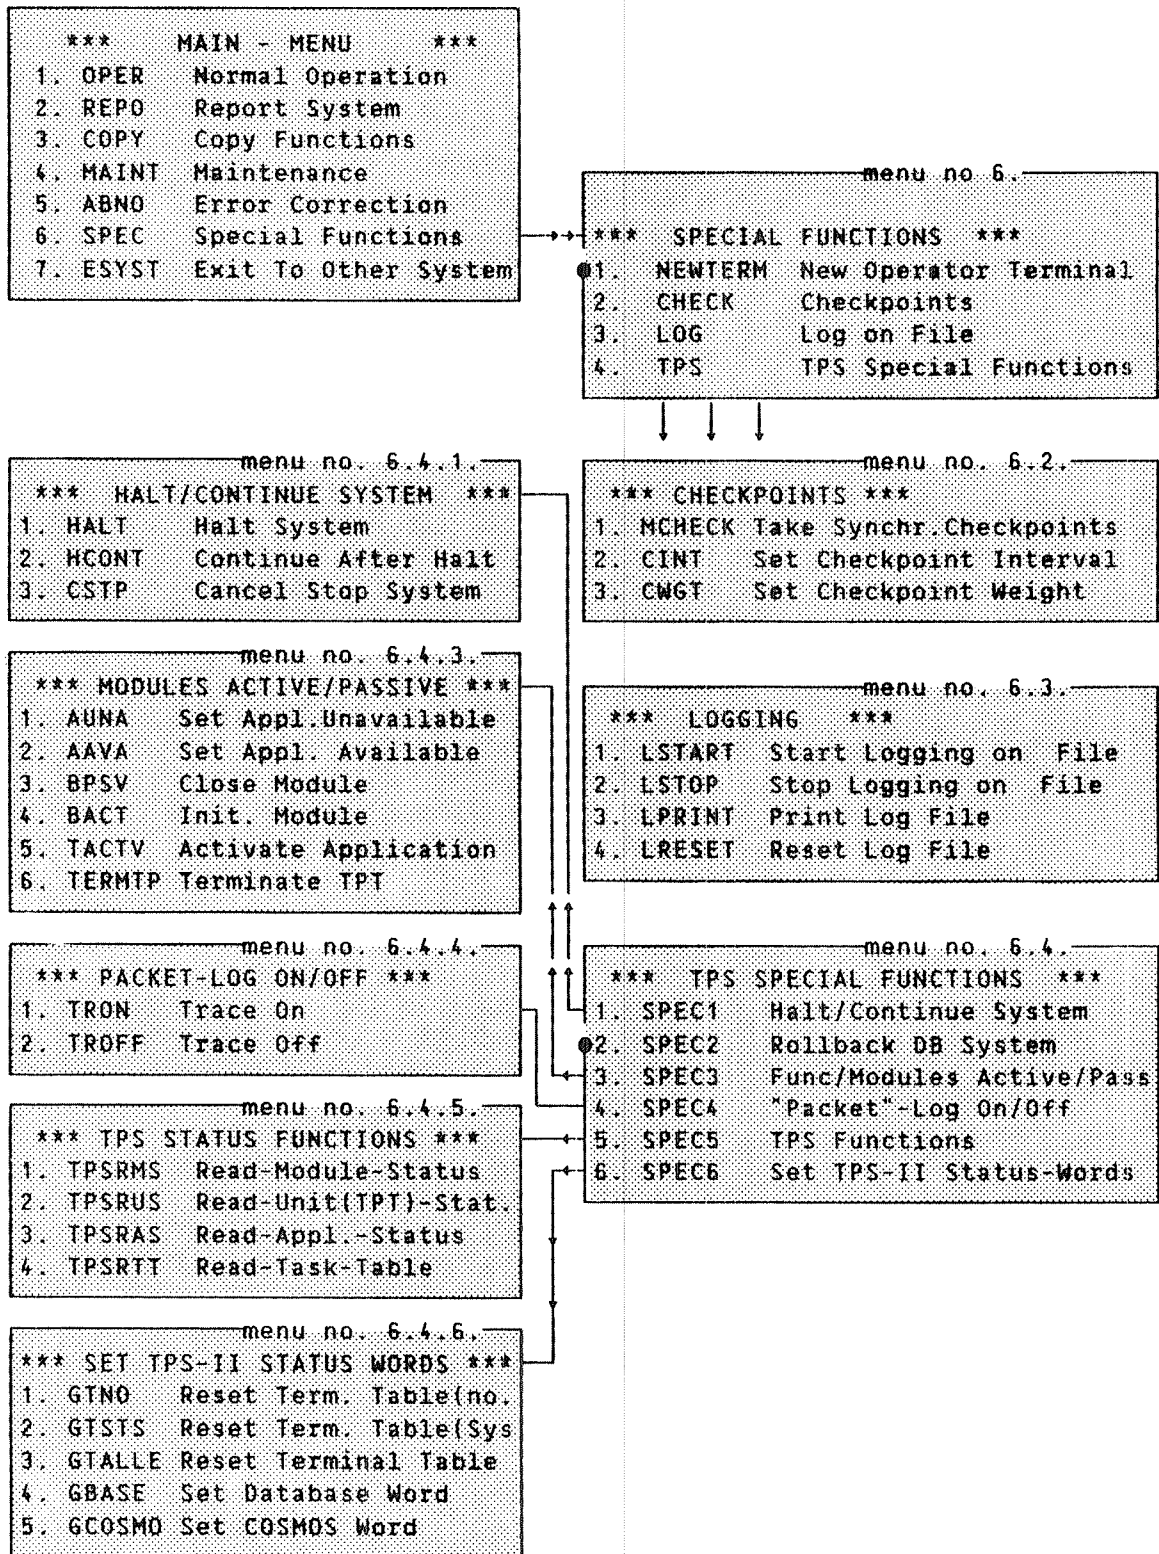 *** MAIN - MENU ***
1. OPER Normal Operation
2. REPO Report System
3. COPY Copy Functions
4. MAINT Maintenance
5. ABNO Error Correction
6. SPEC Special Functions
7. ESYST Exit To Other System
menu no 6.
*** SPECIAL FUNCTIONS ***
1. NEWTERM New Operator Terminal
2. CHECK Checkpoints
3. LOG Log on File
4. TPS TPS Special Functions
menu no. 6.4.1.
*** HALT/CONTINUE SYSTEM ***
1. HALT Halt System
2. HCONT Continue After Halt
3. CSTP Cancel Stop System
menu no. 6.2.
*** CHECKPOINTS ***
1. MCHECK Take Synchr.Checkpoints
2. CINT Set Checkpoint Interval
3. CWGT Set Checkpoint Weight
menu no. 6.4.3.
*** MODULES ACTIVE/PASSIVE ***
1. AUNA Set Appl.Unavailable
2. AAVA Set Appl. Available
3. BPSV Close Module
4. BACT Init. Module
5. TACTV Activate Application
6. TERMTP Terminate TPT
menu no. 6.3.
*** LOGGING ***
1. LSTART Start Logging on File
2. LSTOP Stop Logging on File
3. LPRINT Print Log File
4. LRESET Reset Log File
menu no. 6.4.4.
*** PACKET-LOG ON/OFF ***
1. TRON Trace On
2. TROFF Trace Off
menu no. 6.4.
*** TPS SPECIAL FUNCTIONS ***
1. SPEC1 Halt/Continue System
2. SPEC2 Rollback DB System
3. SPEC3 Func/Modules Active/Pass
4. SPEC4 "Packet"-Log On/Off
5. SPEC5 TPS Functions
6. SPEC6 Set TPS-II Status-Words
menu no. 6.4.5.
*** TPS STATUS FUNCTIONS ***
1. TPSRMS Read-Module-Status
2. TPSRUS Read-Unit(TPT)-Stat.
3. TPSRAS Read-Appl.-Status
4. TPSRTT Read-Task-Table
menu no. 6.4.6.
*** SET TPS-II STATUS WORDS ***
1. GTNO Reset Term. Table(no.
2. GTSTS Reset Term. Table(Sys
3. GTALLE Reset Terminal Table
4. GBASE Set Database Word
5. GCOSMO Set COSMOS Word